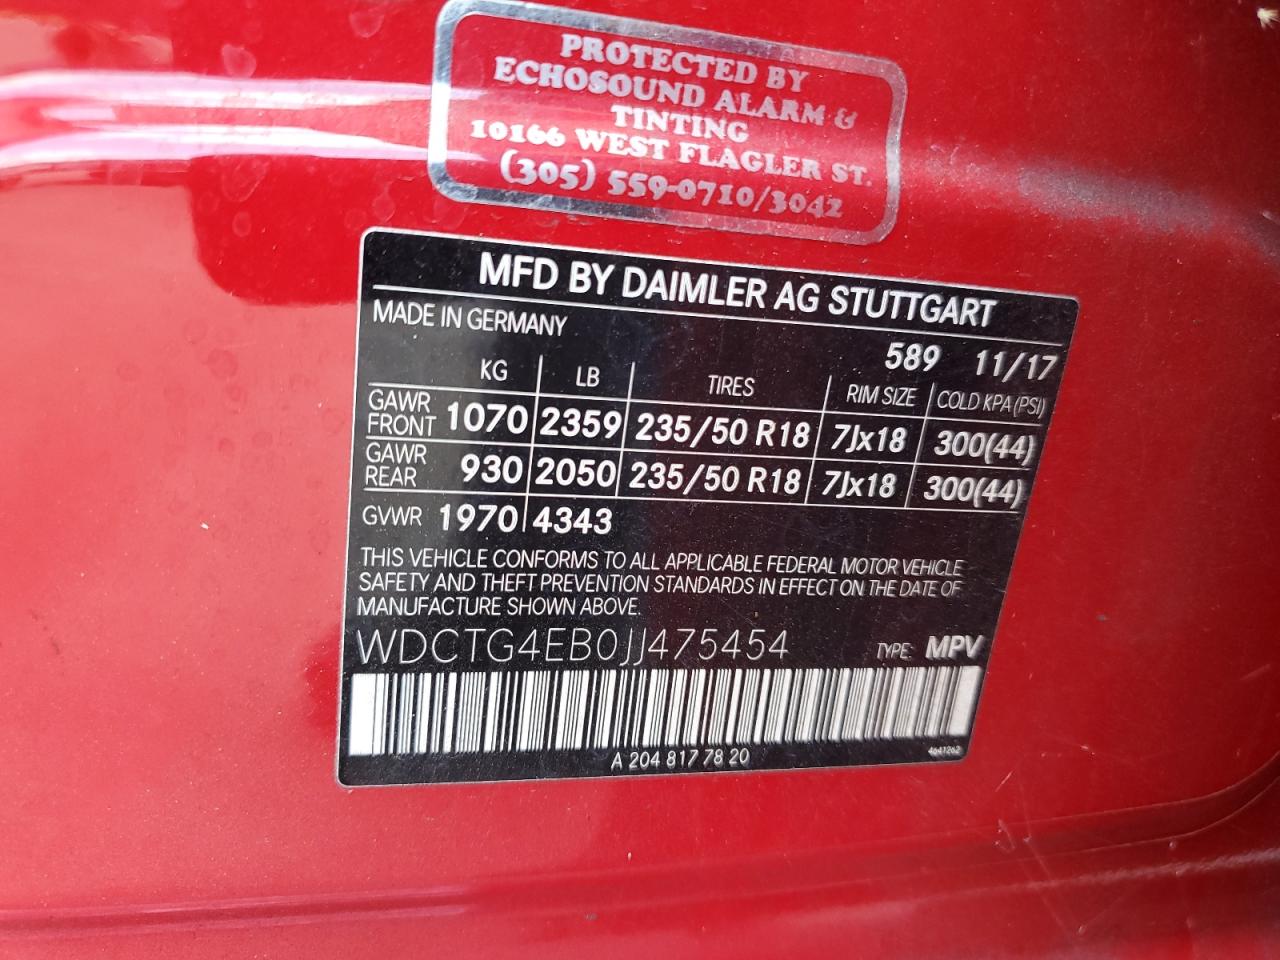 PROTECTED BY
ECHOSOUND ALARM &
TINTING
10166 WEST FLAGLER ST.
(305) 559-0710/3042
MFD BY DAIMLER AG STUTTGART
MADE IN GERMANY
589 11/17
KG LB TIRES RIM SIZE COLD KPA (PSI)
GAWR FRONT 1070 2359 235/50 R18 7Jx18 300(44)
GAWR REAR 930 2050 235/50 R18 7Jx18 300(44)
GVWR 1970 4343
THIS VEHICLE CONFORMS TO ALL APPLICABLE FEDERAL MOTOR VEHICLE
SAFETY AND THEFT PREVENTION STANDARDS IN EFFECT ON THE DATE OF
MANUFACTURE SHOWN ABOVE.
WDCTG4EB0JJ475454 TYPE: MPV
A 204 817 78 20 4641262